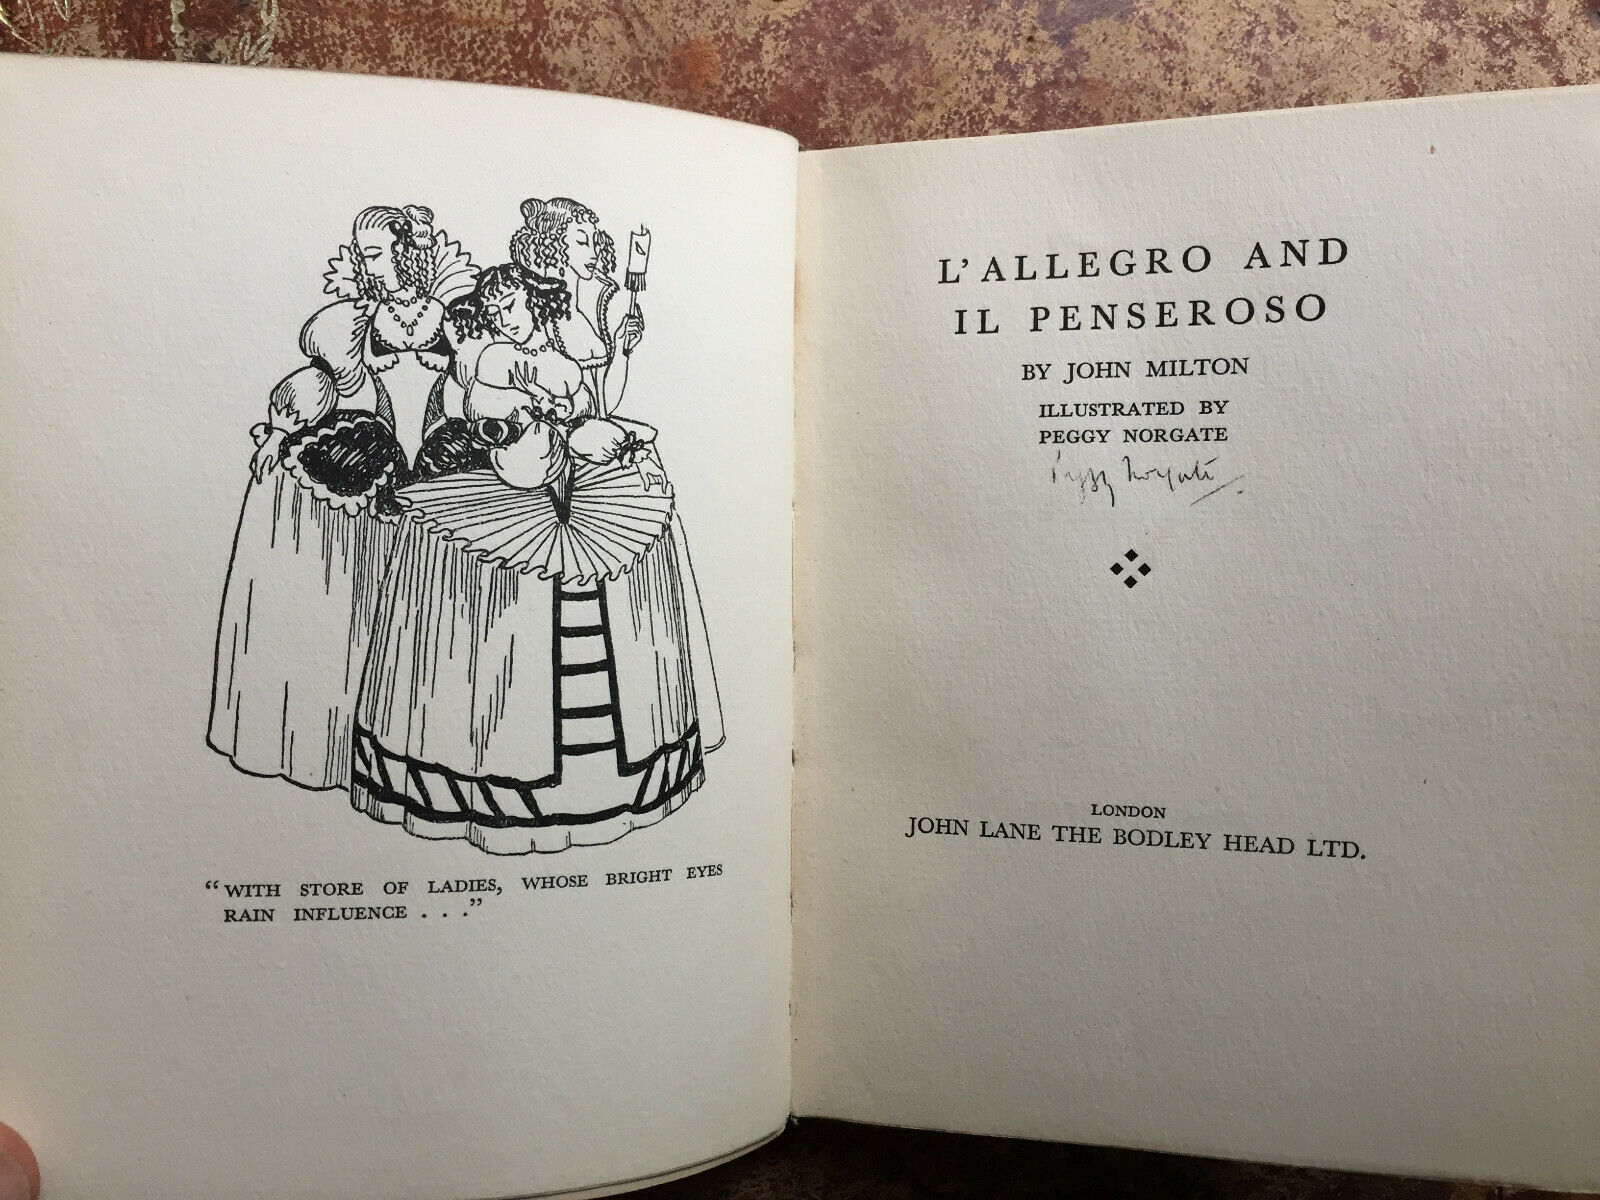 “WITH STORE OF LADIES, WHOSE BRIGHT EYES
RAIN INFLUENCE . . .”
L’ALLEGRO AND
IL PENSEROSO
BY JOHN MILTON
ILLUSTRATED BY
PEGGY NORGATE
Peggy Norgate
LONDON
JOHN LANE THE BODLEY HEAD LTD.